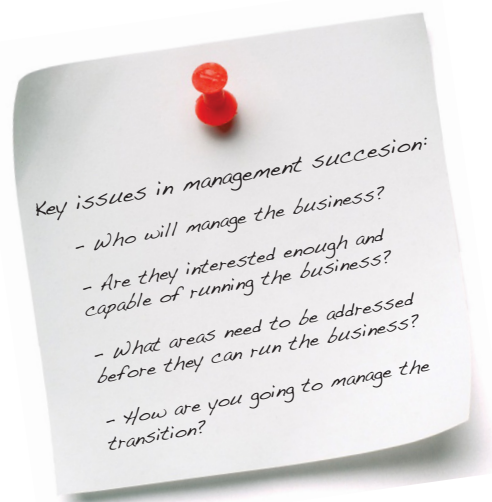 Key issues in management succesion:
- Who will manage the business?
- Are they interested enough and
capable of running the business?
- What areas need to be addressed
before they can run the business?
- How are you going to manage the
transition?